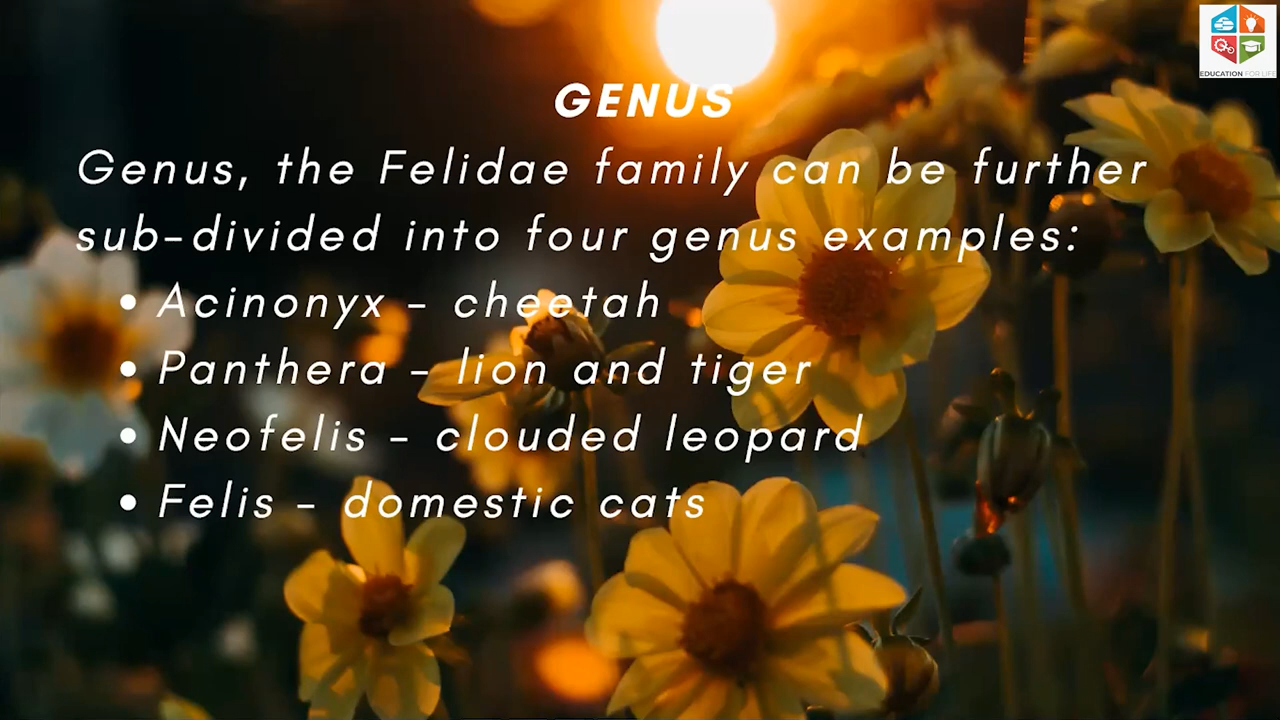 EDUCATION FOR LIFE
GENUS
Genus, the Felidae family can be further
sub-divided into four genus examples:
• Acinonyx - cheetah
• Panthera - lion and tiger
• Neofelis - clouded leopard
• Felis - domestic cats